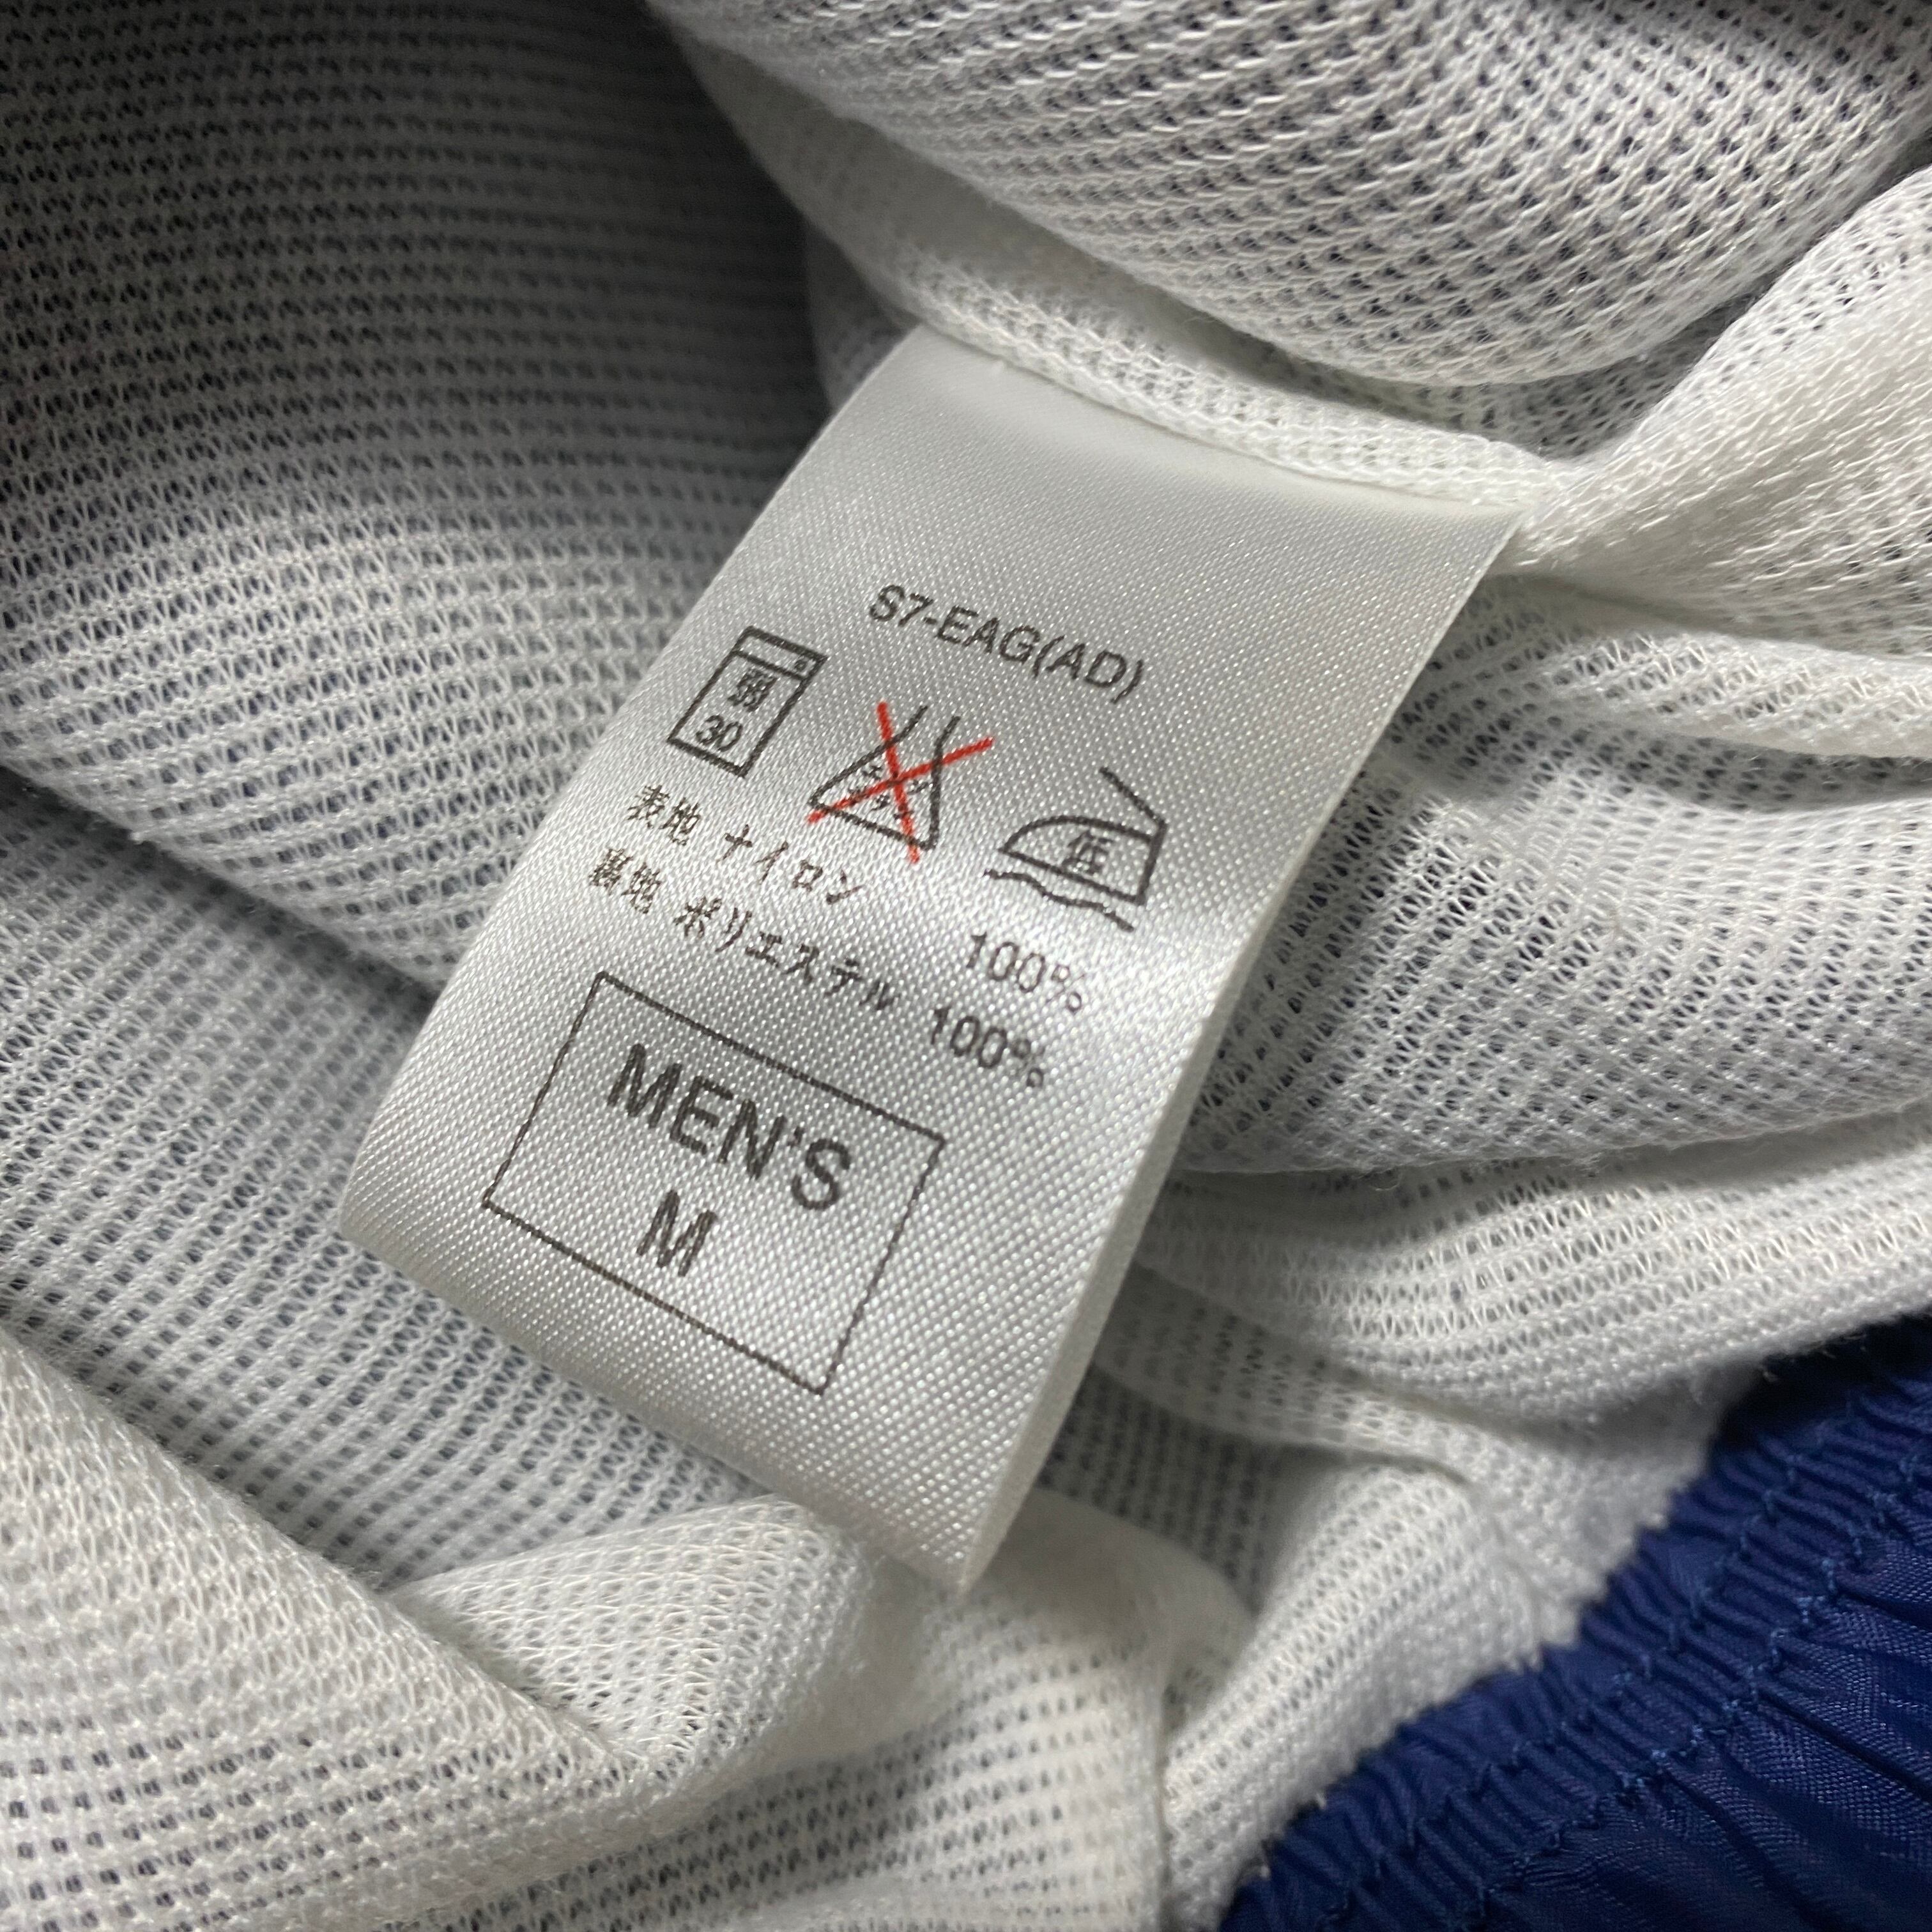 S7-EAG(AD)
弱
30
低
表地 ナイロン 100%
裏地 ポリエステル 100%
MEN'S
M